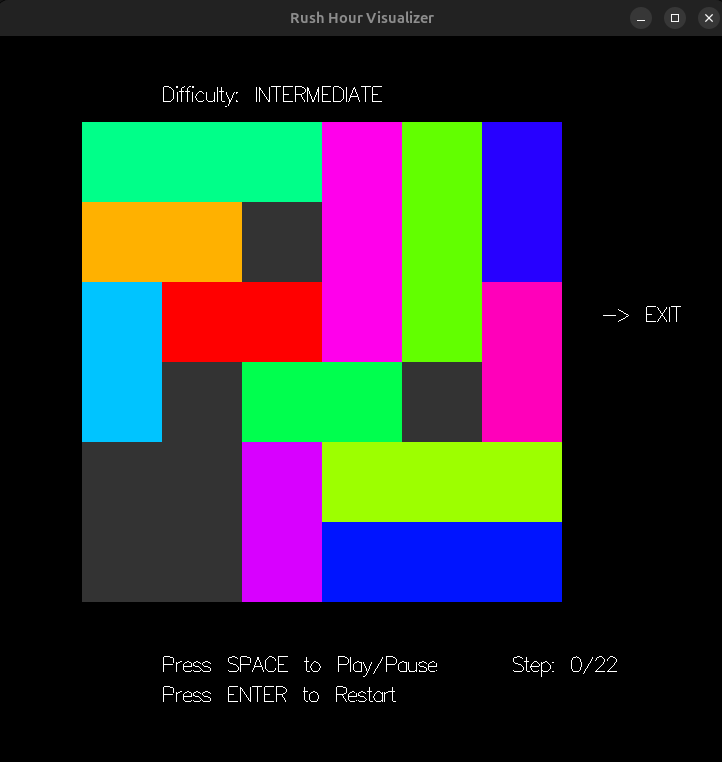 Rush Hour Visualizer
Difficulty: INTERMEDIATE
-> EXIT
Press SPACE to Play/Pause
Step: 0/22
Press ENTER to Restart